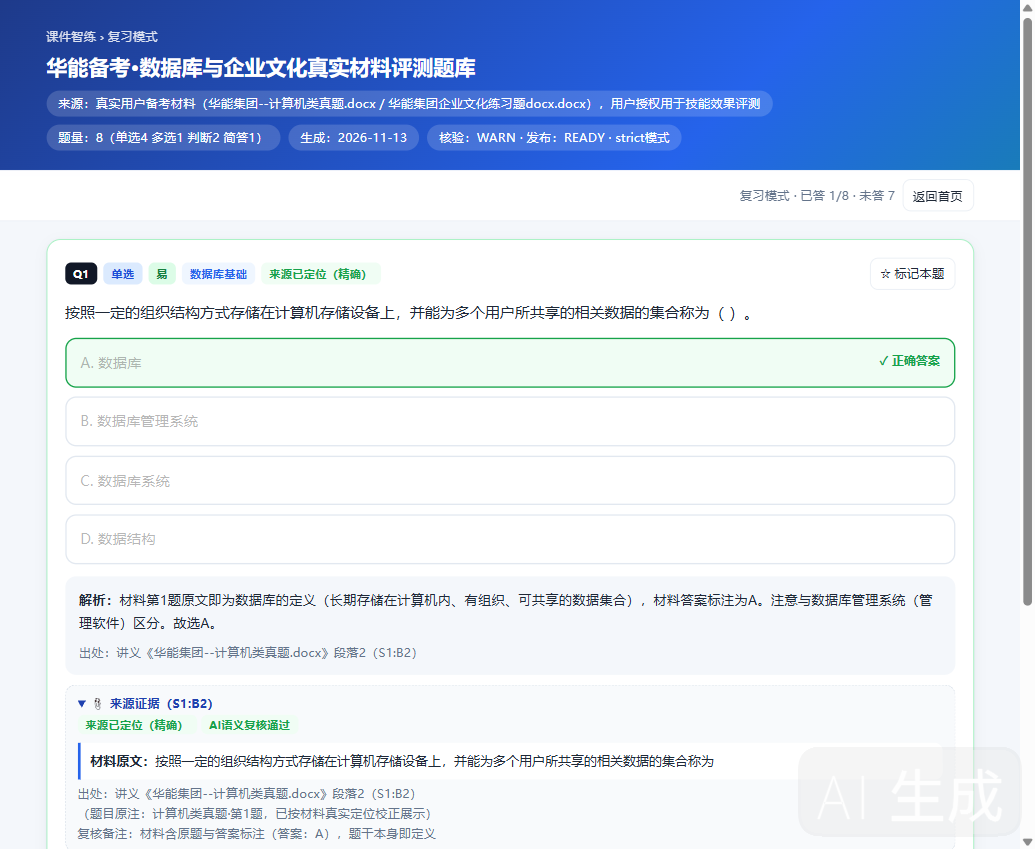 课件智练 › 复习模式
华能备考•数据库与企业文化真实材料评测题库
来源：真实用户备考材料（华能集团--计算机类真题.docx / 华能集团企业文化练习题docx.docx），用户授权用于技能效果评测
题量：8（单选4 多选1 判断2 简答1） 生成：2026-11-13 核验：WARN · 发布：READY · strict模式
复习模式 · 已答 1/8 · 未答 7 返回首页
Q1 单选 易 数据库基础 来源已定位（精确） ☆ 标记本题
按照一定的组织结构方式存储在计算机存储设备上，并能为多个用户所共享的相关数据的集合称为（ ）。
A. 数据库 ✓ 正确答案
B. 数据库管理系统
C. 数据库系统
D. 数据结构
解析：材料第1题原文即为数据库的定义（长期存储在计算机内、有组织、可共享的数据集合），材料答案标注为A。注意与数据库管理系统（管
理软件）区分。故选A。
出处：讲义《华能集团--计算机类真题.docx》段落2（S1:B2）
▼ 来源证据（S1:B2）
来源已定位（精确） AI语义复核通过
材料原文：按照一定的组织结构方式存储在计算机存储设备上，并能为多个用户所共享的相关数据的集合称为
出处：讲义《华能集团--计算机类真题.docx》段落2（S1:B2）
（题目原注：计算机类真题·第1题，已按材料真实定位校正展示）
复核备注：材料含原题与答案标注（答案：A），题干本身即定义
AI 生成